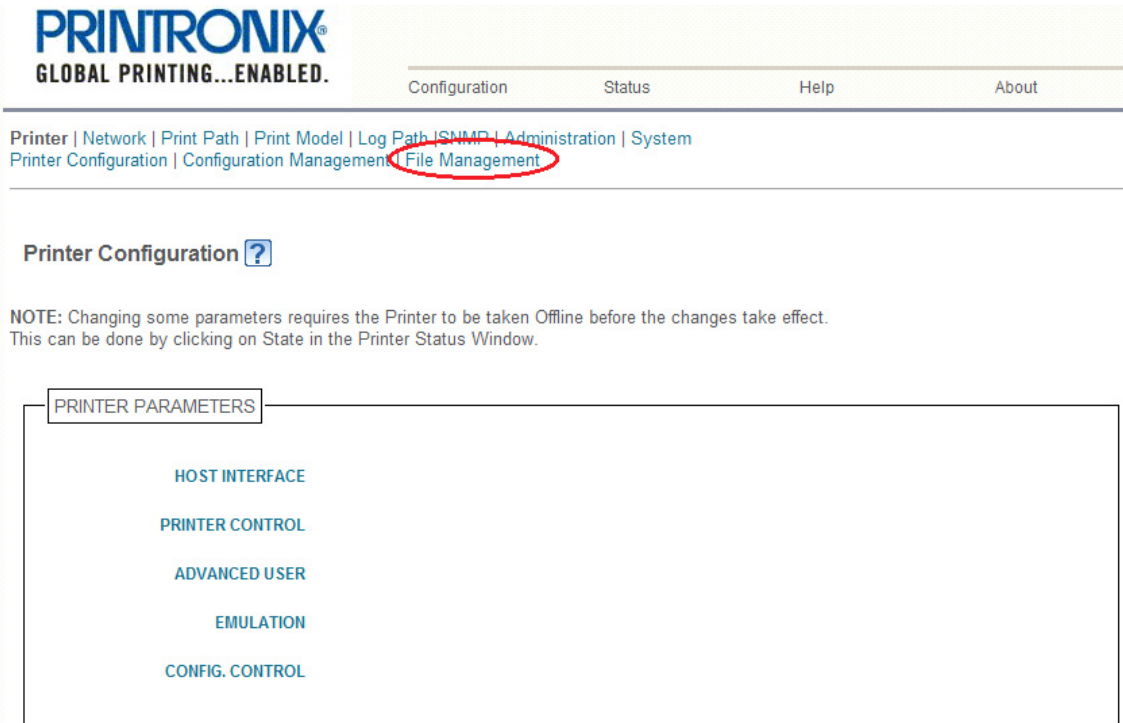 PRINTRONIX®
GLOBAL PRINTING...ENABLED.
Configuration Status Help About
Printer | Network | Print Path | Print Model | Log Path |SNMP | Administration | System
Printer Configuration | Configuration Management | File Management
Printer Configuration ?
NOTE: Changing some parameters requires the Printer to be taken Offline before the changes take effect.
This can be done by clicking on State in the Printer Status Window.
PRINTER PARAMETERS
HOST INTERFACE
PRINTER CONTROL
ADVANCED USER
EMULATION
CONFIG. CONTROL